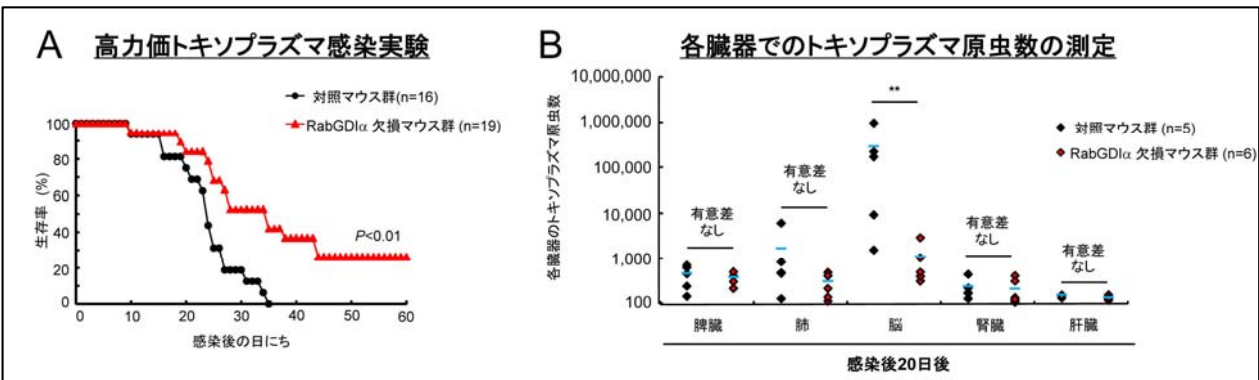 A 高力価トキソプラズマ感染実験
対照マウス群(n=16)
RabGDIα 欠損マウス群 (n=19)
生存率 (%)
100
80
60
40
20
0
P<0.01
0 10 20 30 40 50 60
感染後の日にち
B 各臓器でのトキソプラズマ原虫数の測定
各臓器のトキソプラズマ原虫数
10,000,000
1,000,000
100,000
10,000
1,000
100
**
対照マウス群 (n=5)
RabGDIα 欠損マウス群 (n=6)
有意差
なし
有意差
なし
有意差
なし
有意差
なし
脾臓 肺 脳 腎臓 肝臓
感染後20日後